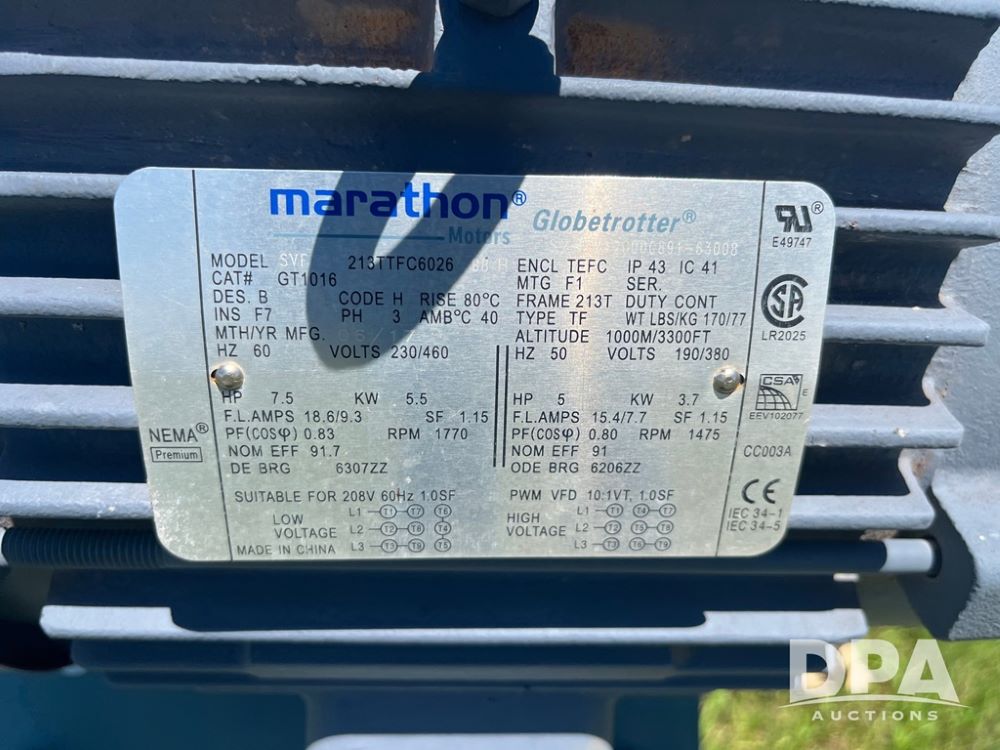 marathon®
Motors
Globetrotter®
MODEL 213TTFC6026
CAT# GT1016
DES. B CODE H RISE 80°C
INS F7 PH 3 AMB°C 40
MTH/YR MFG.
HZ 60 VOLTS 230/460
HP 7.5 KW 5.5
F.L.AMPS 18.6/9.3 SF 1.15
PF(COSφ) 0.83 RPM 1770
NOM EFF 91.7
DE BRG 6307ZZ
SUITABLE FOR 208V 60Hz 1.0SF
LOW VOLTAGE
L1 T1 T7 T6
L2 T2 T8 T4
L3 T3 T9 T5
MADE IN CHINA
ENCL TEFC IP 43 IC 41
MTG F1 SER.
FRAME 213T DUTY CONT
TYPE TF WT LBS/KG 170/77
ALTITUDE 1000M/3300FT
HZ 50 VOLTS 190/380
HP 5 KW 3.7
F.L.AMPS 15.4/7.7 SF 1.15
PF(COSφ) 0.80 RPM 1475
NOM EFF 91
ODE BRG 6206ZZ
PWM VFD 10:1VT, 1.0SF
HIGH VOLTAGE
L1 T1 T4 T7
L2 T2 T5 T8
L3 T3 T6 T9
NEMA®
Premium
®
E49747
LR2025
CSA
E
EEV102077
CC003A
CE
IEC 34-1
IEC 34-5
DPA
AUCTIONS